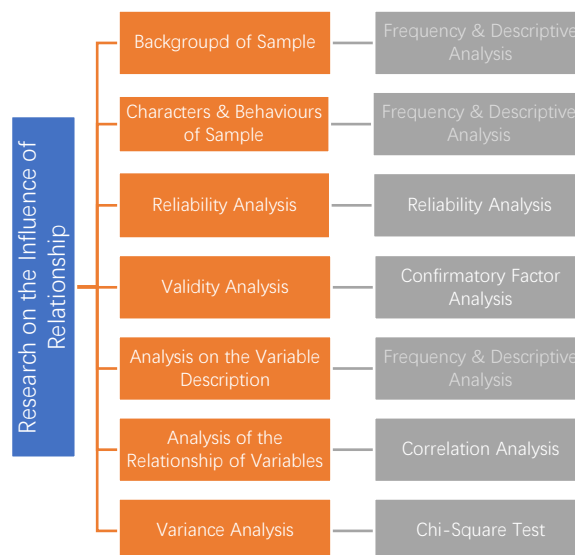 Research on the Influence of
Relationship
Backgroupd of Sample
Frequency & Descriptive
Analysis
Characters & Behaviours
of Sample
Frequency & Descriptive
Analysis
Reliability Analysis
Reliability Analysis
Validity Analysis
Confirmatory Factor
Analysis
Analysis on the Variable
Description
Frequency & Descriptive
Analysis
Analysis of the
Relationship of Variables
Correlation Analysis
Variance Analysis
Chi-Square Test